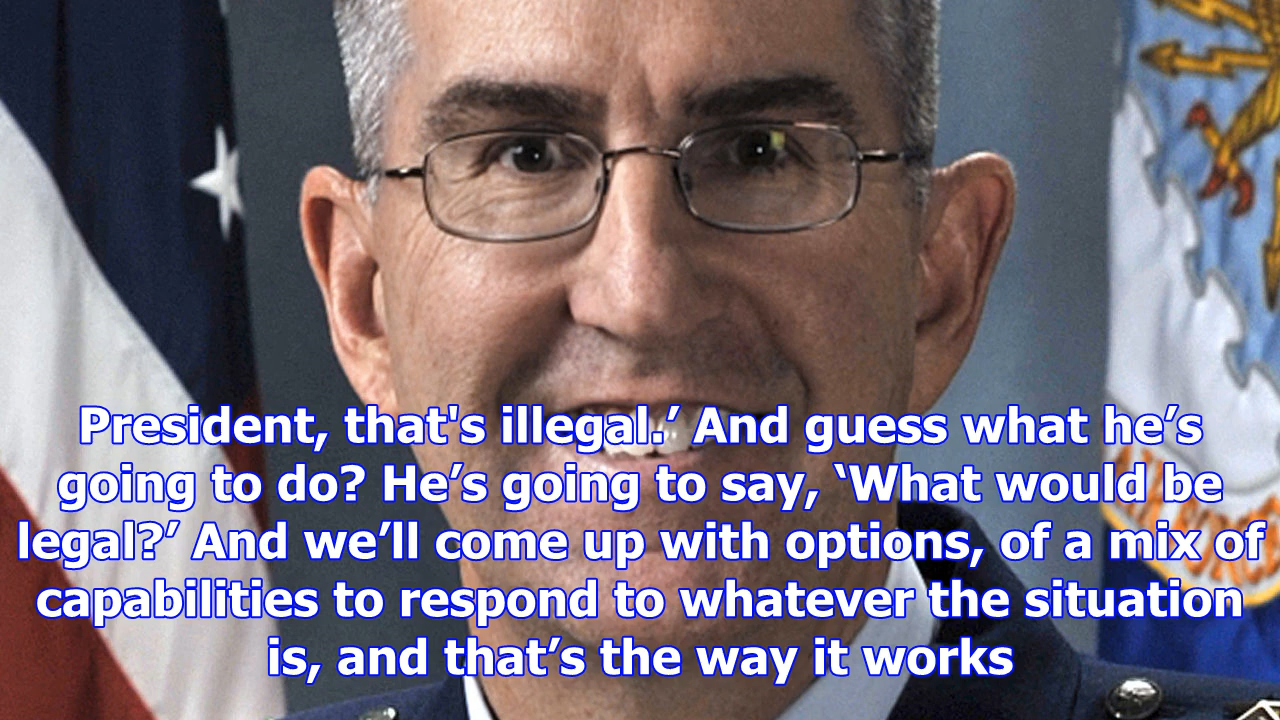 President, that's illegal.’ And guess what he’s
going to do? He’s going to say, ‘What would be
legal?’ And we’ll come up with options, of a mix of
capabilities to respond to whatever the situation
is, and that’s the way it works